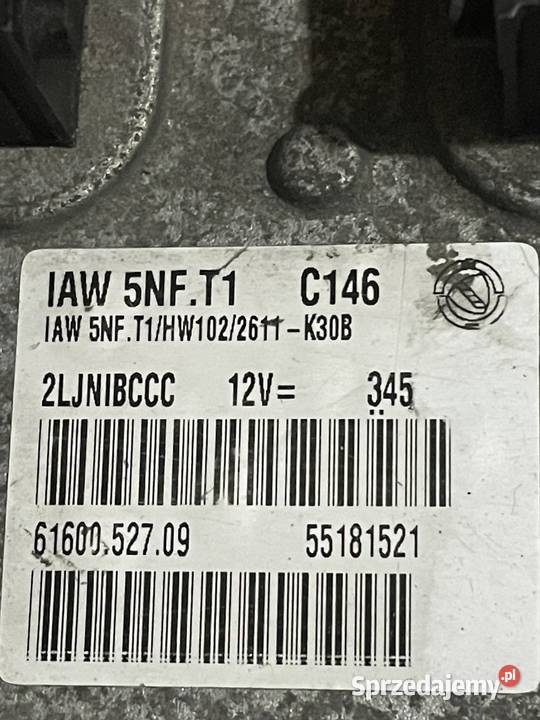 IAW 5NF.T1 C146
IAW 5NF.T1/HW102/2611-K30B
2LJNIBCCC 12V= 345
61600.527.09 55181521
Sprzedajemy.pl